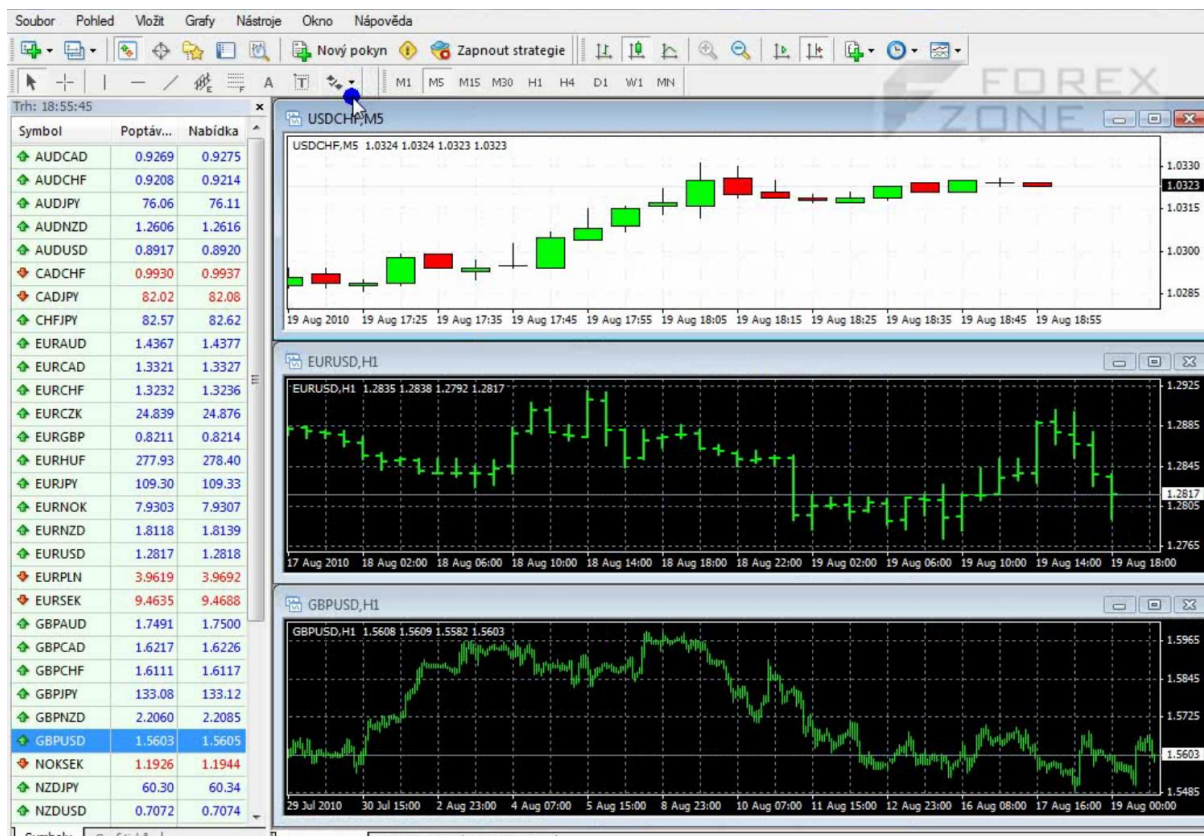 Soubor Pohled Vložit Grafy Nástroje Okno Nápověda
Nový pokyn Zapnout strategie
A T M1 M5 M15 M30 H1 H4 D1 W1 MN
FOREX
ZONE
Trh: 18:55:45
Symbol Poptáv... Nabídka
AUDCAD 0.9269 0.9275
AUDCHF 0.9208 0.9214
AUDJPY 76.06 76.11
AUDNZD 1.2606 1.2616
AUDUSD 0.8917 0.8920
CADCHF 0.9930 0.9937
CADJPY 82.02 82.08
CHFJPY 82.57 82.62
EURAUD 1.4367 1.4377
EURCAD 1.3321 1.3327
EURCHF 1.3232 1.3236
EURCZK 24.839 24.876
EURGBP 0.8211 0.8214
EURHUF 277.93 278.40
EURJPY 109.30 109.33
EURNOK 7.9303 7.9307
EURNZD 1.8118 1.8139
EURUSD 1.2817 1.2818
EURPLN 3.9619 3.9692
EURSEK 9.4635 9.4688
GBPAUD 1.7491 1.7500
GBPCAD 1.6217 1.6226
GBPCHF 1.6111 1.6117
GBPJPY 133.08 133.12
GBPNZD 2.2060 2.2085
GBPUSD 1.5603 1.5605
NOKSEK 1.1926 1.1944
NZDJPY 60.30 60.34
NZDUSD 0.7072 0.7074
USDCHF,M5
USDCHF,M5 1.0324 1.0324 1.0323 1.0323
1.0330
1.0323
1.0315
1.0300
1.0285
19 Aug 2010 19 Aug 17:25 19 Aug 17:35 19 Aug 17:45 19 Aug 17:55 19 Aug 18:05 19 Aug 18:15 19 Aug 18:25 19 Aug 18:35 19 Aug 18:45 19 Aug 18:55
EURUSD,H1
EURUSD,H1 1.2835 1.2838 1.2792 1.2817
1.2925
1.2885
1.2845
1.2817
1.2805
1.2765
17 Aug 2010 18 Aug 02:00 18 Aug 06:00 18 Aug 10:00 18 Aug 14:00 18 Aug 18:00 18 Aug 22:00 19 Aug 02:00 19 Aug 06:00 19 Aug 10:00 19 Aug 14:00 19 Aug 18:00
GBPUSD,H1
GBPUSD,H1 1.5608 1.5609 1.5582 1.5603
1.5965
1.5845
1.5725
1.5603
1.5485
29 Jul 2010 30 Jul 15:00 2 Aug 23:00 4 Aug 07:00 5 Aug 15:00 8 Aug 23:00 10 Aug 07:00 11 Aug 15:00 12 Aug 23:00 16 Aug 08:00 17 Aug 16:00 19 Aug 00:00